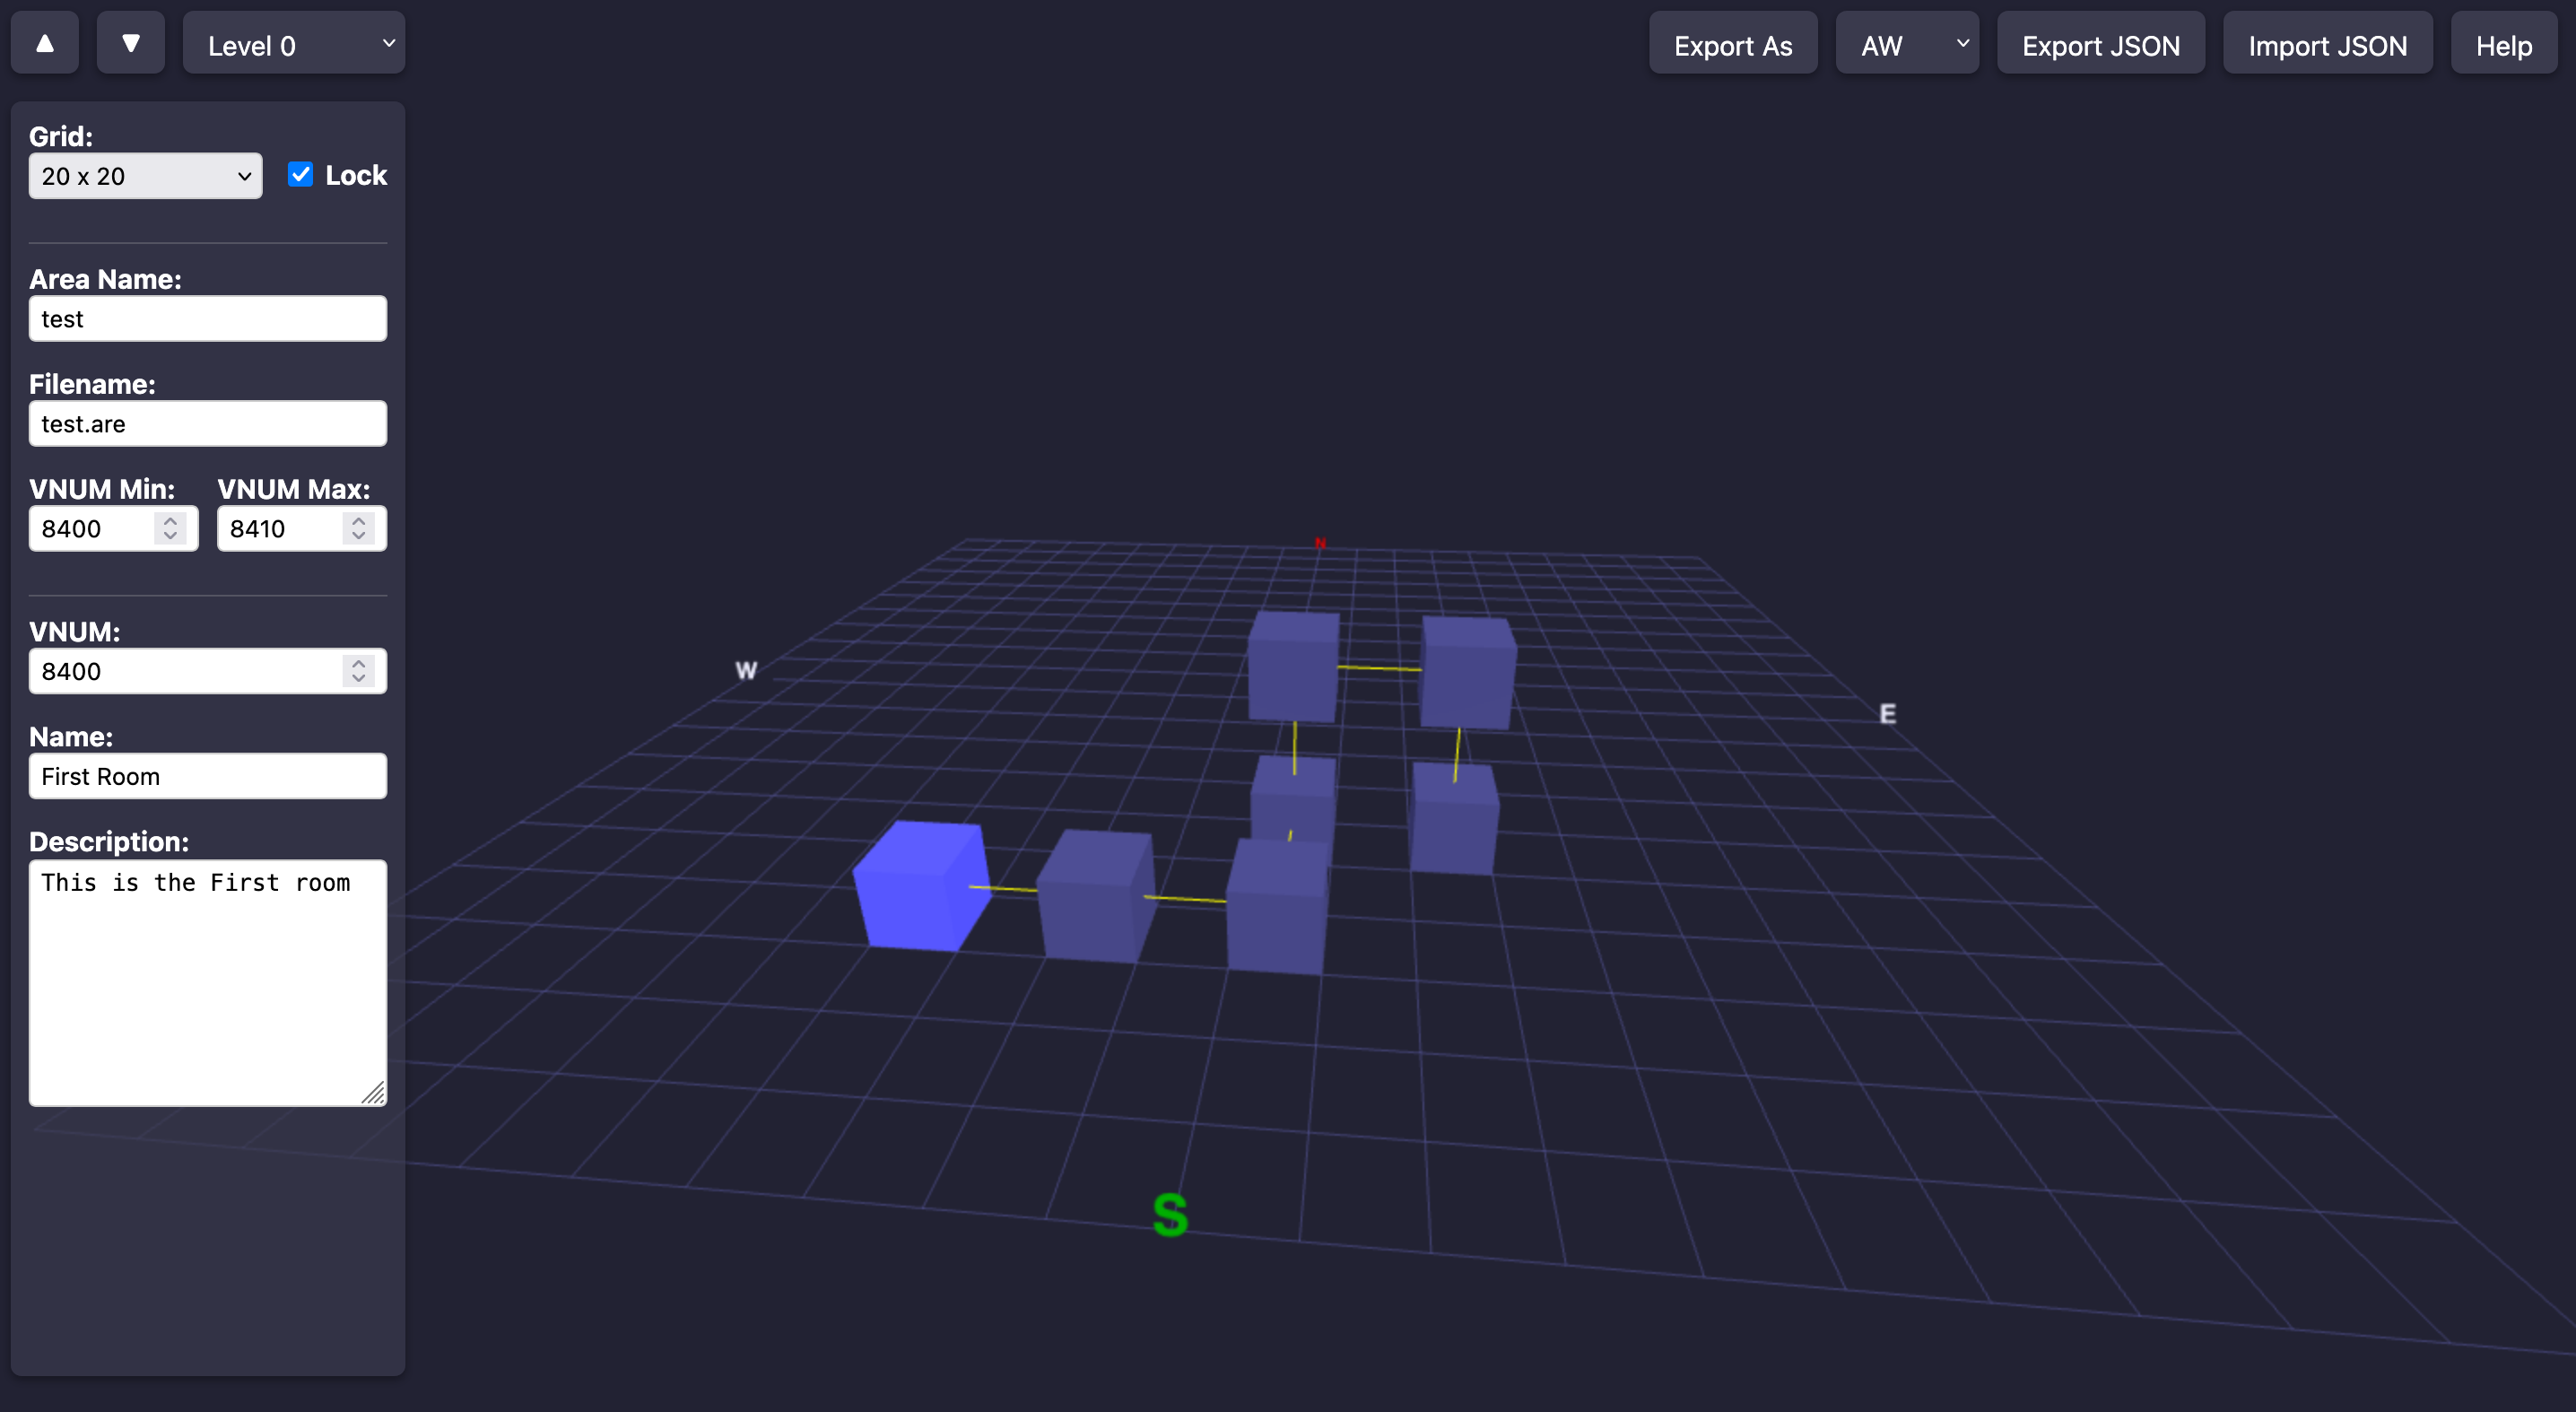 ▲ ▼ Level 0
Export As AW Export JSON Import JSON Help
Grid:
20 x 20 Lock
Area Name:
test
Filename:
test.are
VNUM Min: VNUM Max:
8400 8410
VNUM:
8400
Name:
First Room
Description:
This is the First room
N
W
E
S